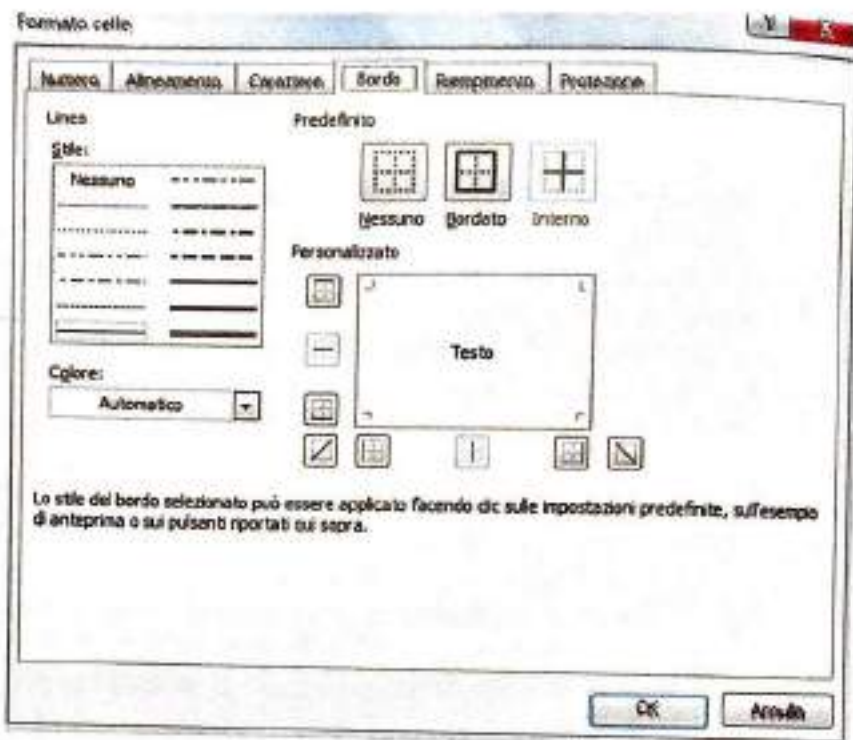 Formato celle
Numero Allineamento Carattere Bordo Riempimento Protezione
Linea
Stile:
Nessuno
Colore:
Automatico
Predefinito
Nessuno Bordato Interno
Personalizzato
Testo
Lo stile del bordo selezionato può essere applicato facendo clic sulle impostazioni predefinite, sull'esempio
di anteprima o sui pulsanti riportati qui sopra.
OK Annulla